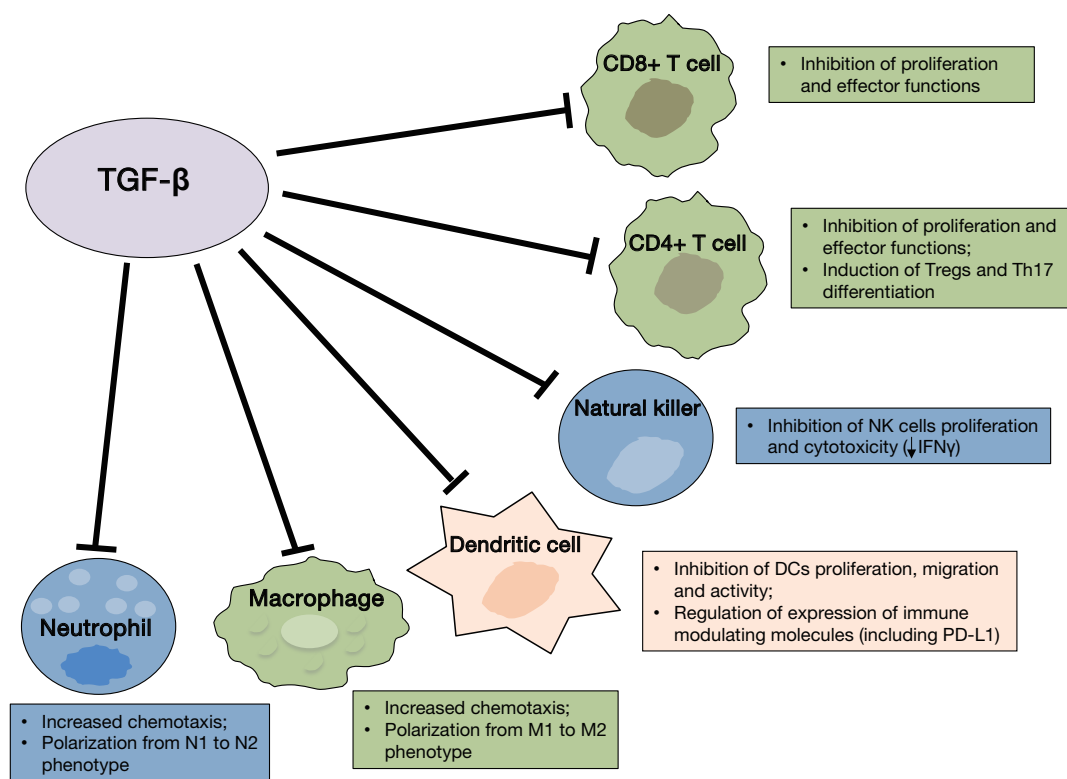 CD8+ T cell
• Inhibition of proliferation
and effector functions
TGF-β
CD4+ T cell
• Inhibition of proliferation and
effector functions;
• Induction of Tregs and Th17
differentiation
Natural killer
• Inhibition of NK cells proliferation
and cytotoxicity (↓IFNγ)
Dendritic cell
• Inhibition of DCs proliferation, migration
and activity;
• Regulation of expression of immune
modulating molecules (including PD-L1)
Macrophage
• Increased chemotaxis;
• Polarization from M1 to M2
phenotype
Neutrophil
• Increased chemotaxis;
• Polarization from N1 to N2
phenotype